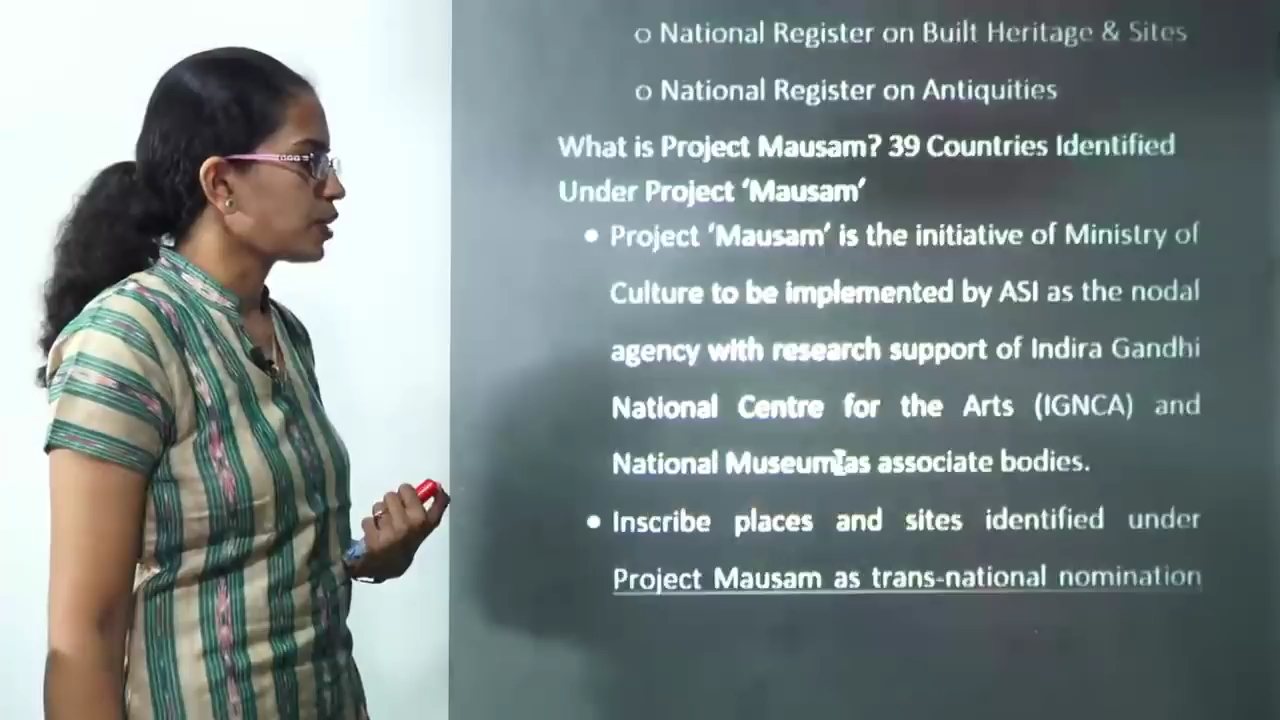 o National Register on Built Heritage & Sites
o National Register on Antiquities
What is Project Mausam? 39 Countries Identified
Under Project ‘Mausam’
• Project ‘Mausam’ is the initiative of Ministry of
Culture to be implemented by ASI as the nodal
agency with research support of Indira Gandhi
National Centre for the Arts (IGNCA) and
National Museum as associate bodies.
• Inscribe places and sites identified under
Project Mausam as trans-national nomination